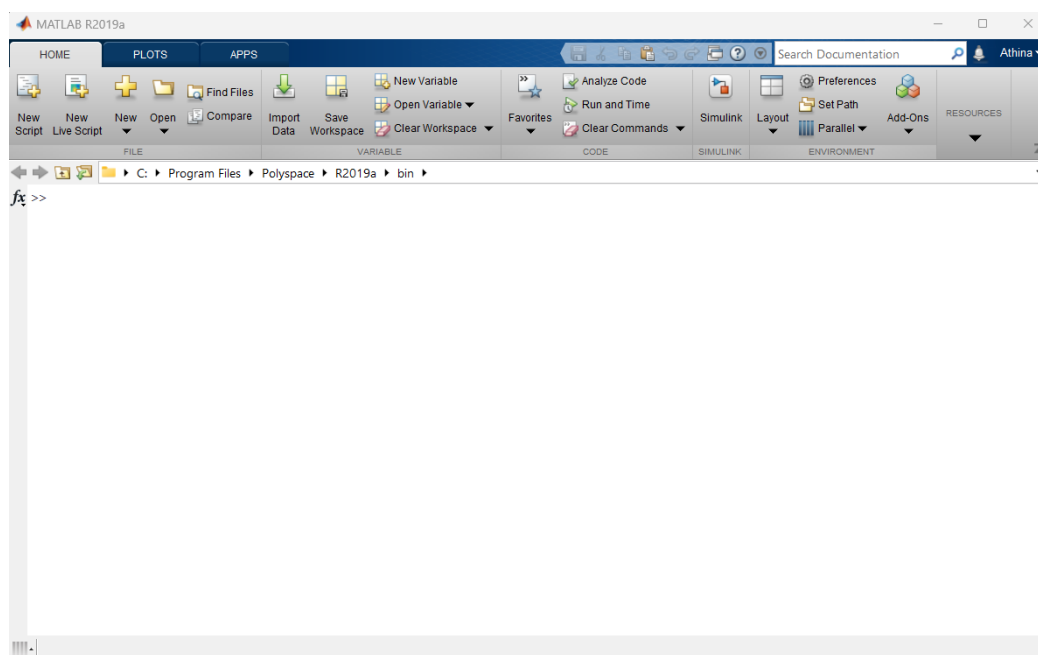 MATLAB R2019a
HOME PLOTS APPS Search Documentation Athina
New Script
New Live Script
New
Open
Find Files
Compare
FILE
Import Data
Save Workspace
New Variable
Open Variable
Clear Workspace
VARIABLE
Favorites
Analyze Code
Run and Time
Clear Commands
CODE
Simulink
SIMULINK
Layout
Preferences
Set Path
Parallel
Add-Ons
ENVIRONMENT
RESOURCES
C: Program Files Polyspace R2019a bin
fx >>